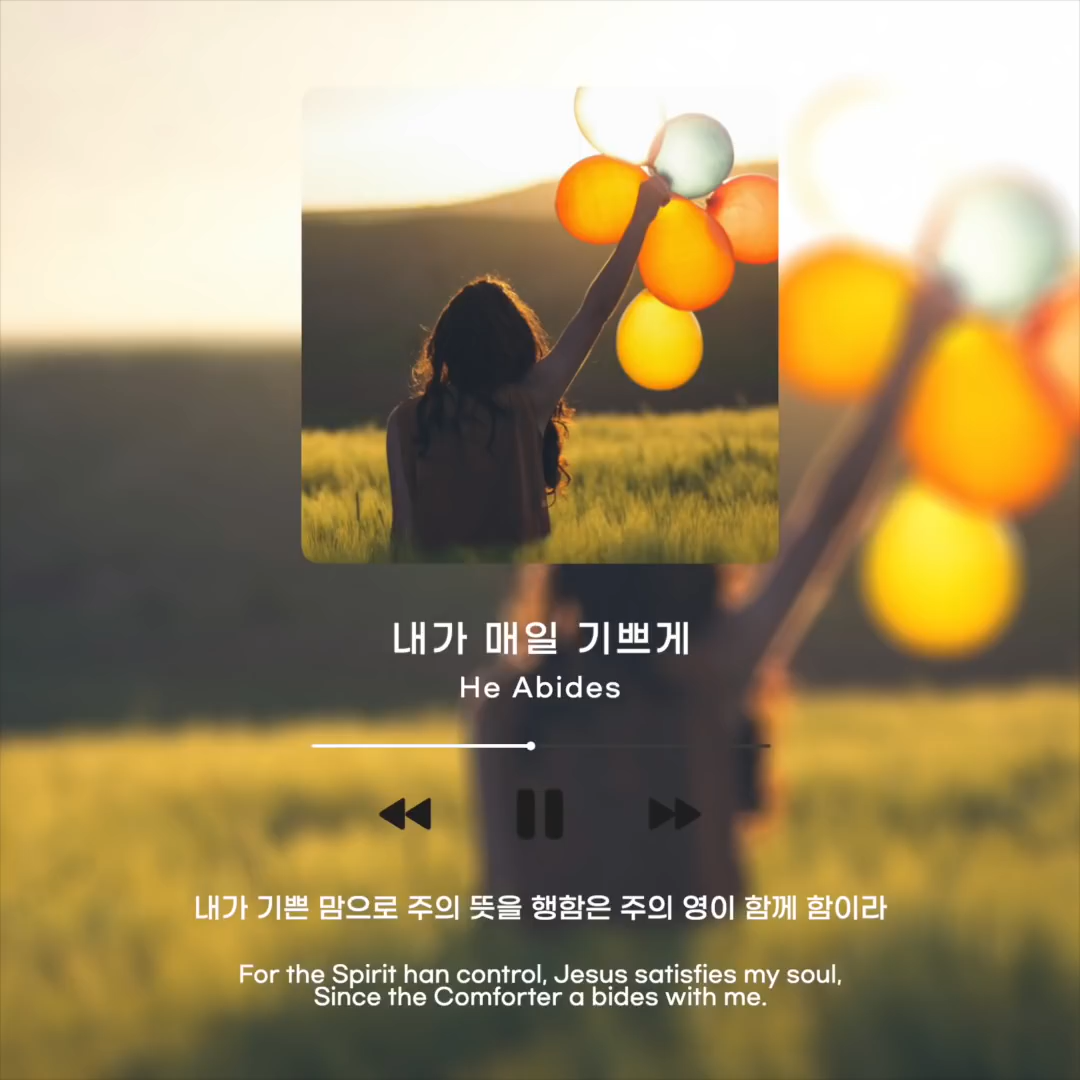 내가 매일 기쁘게
He Abides
내가 기쁜 맘으로 주의 뜻을 행함은 주의 영이 함께 함이라
For the Spirit han control, Jesus satisfies my soul,
Since the Comforter a bides with me.